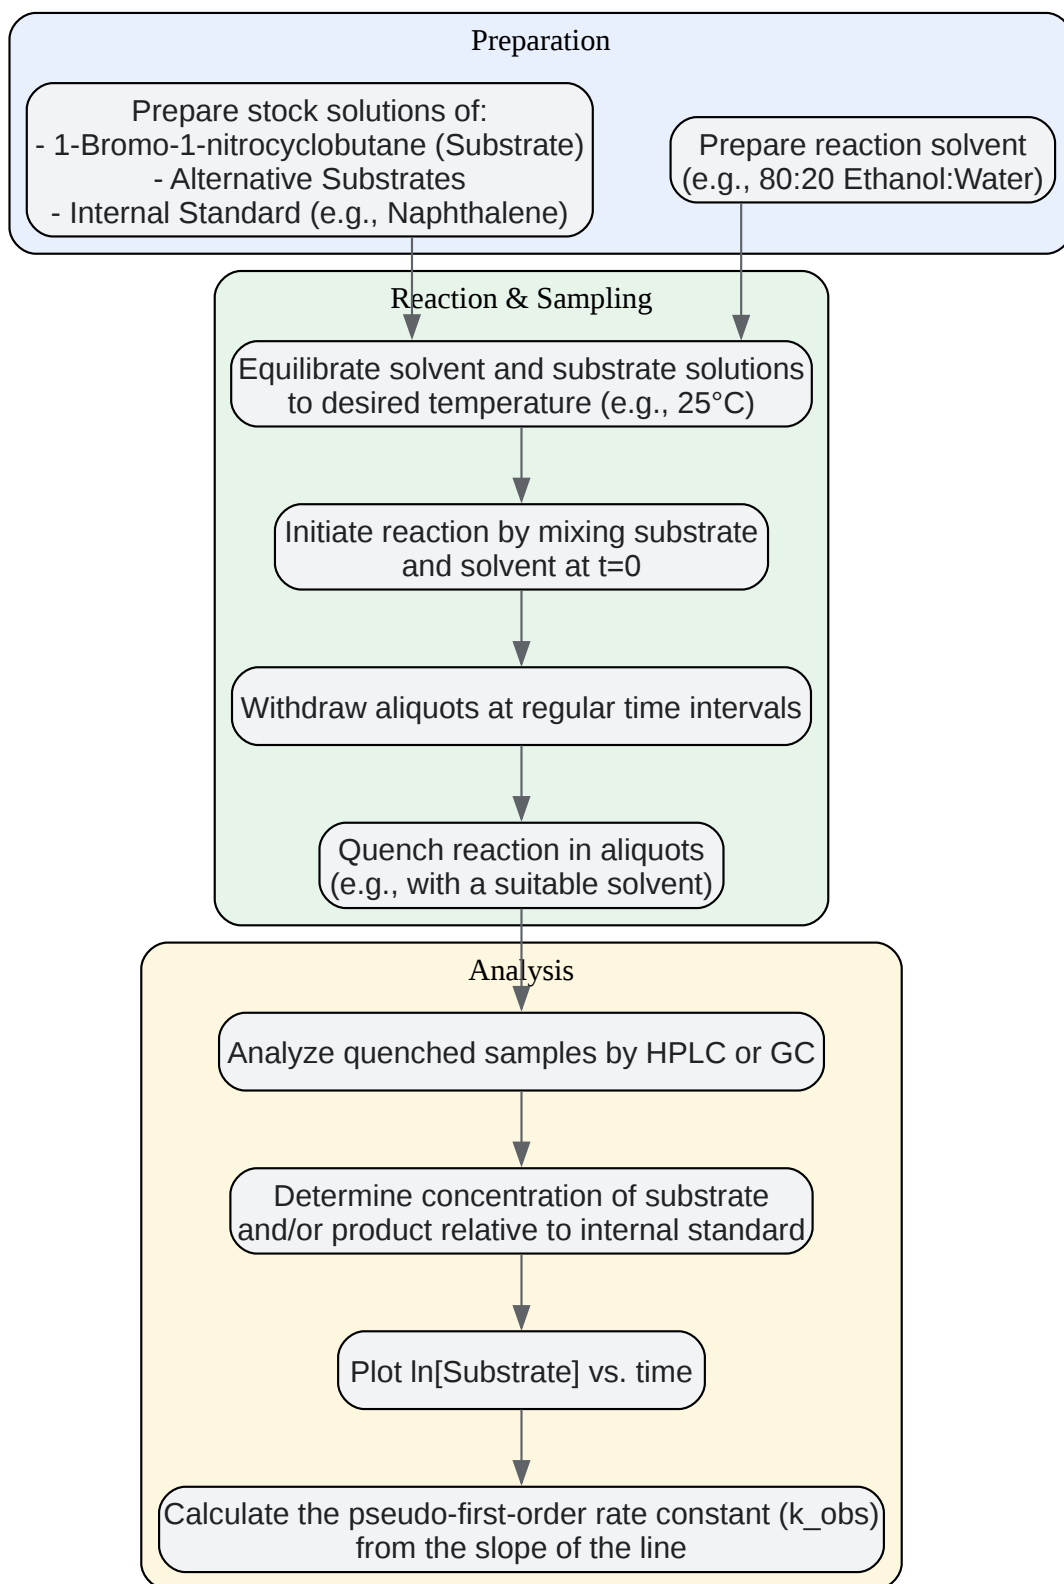 Preparation
Prepare stock solutions of:
- 1-Bromo-1-nitrocyclobutane (Substrate)
- Alternative Substrates
- Internal Standard (e.g., Naphthalene)
Prepare reaction solvent
(e.g., 80:20 Ethanol:Water)
Reaction & Sampling
Equilibrate solvent and substrate solutions
to desired temperature (e.g., 25°C)
Initiate reaction by mixing substrate
and solvent at t=0
Withdraw aliquots at regular time intervals
Quench reaction in aliquots
(e.g., with a suitable solvent)
Analysis
Analyze quenched samples by HPLC or GC
Determine concentration of substrate
and/or product relative to internal standard
Plot ln[Substrate] vs. time
Calculate the pseudo-first-order rate constant (k_obs)
from the slope of the line